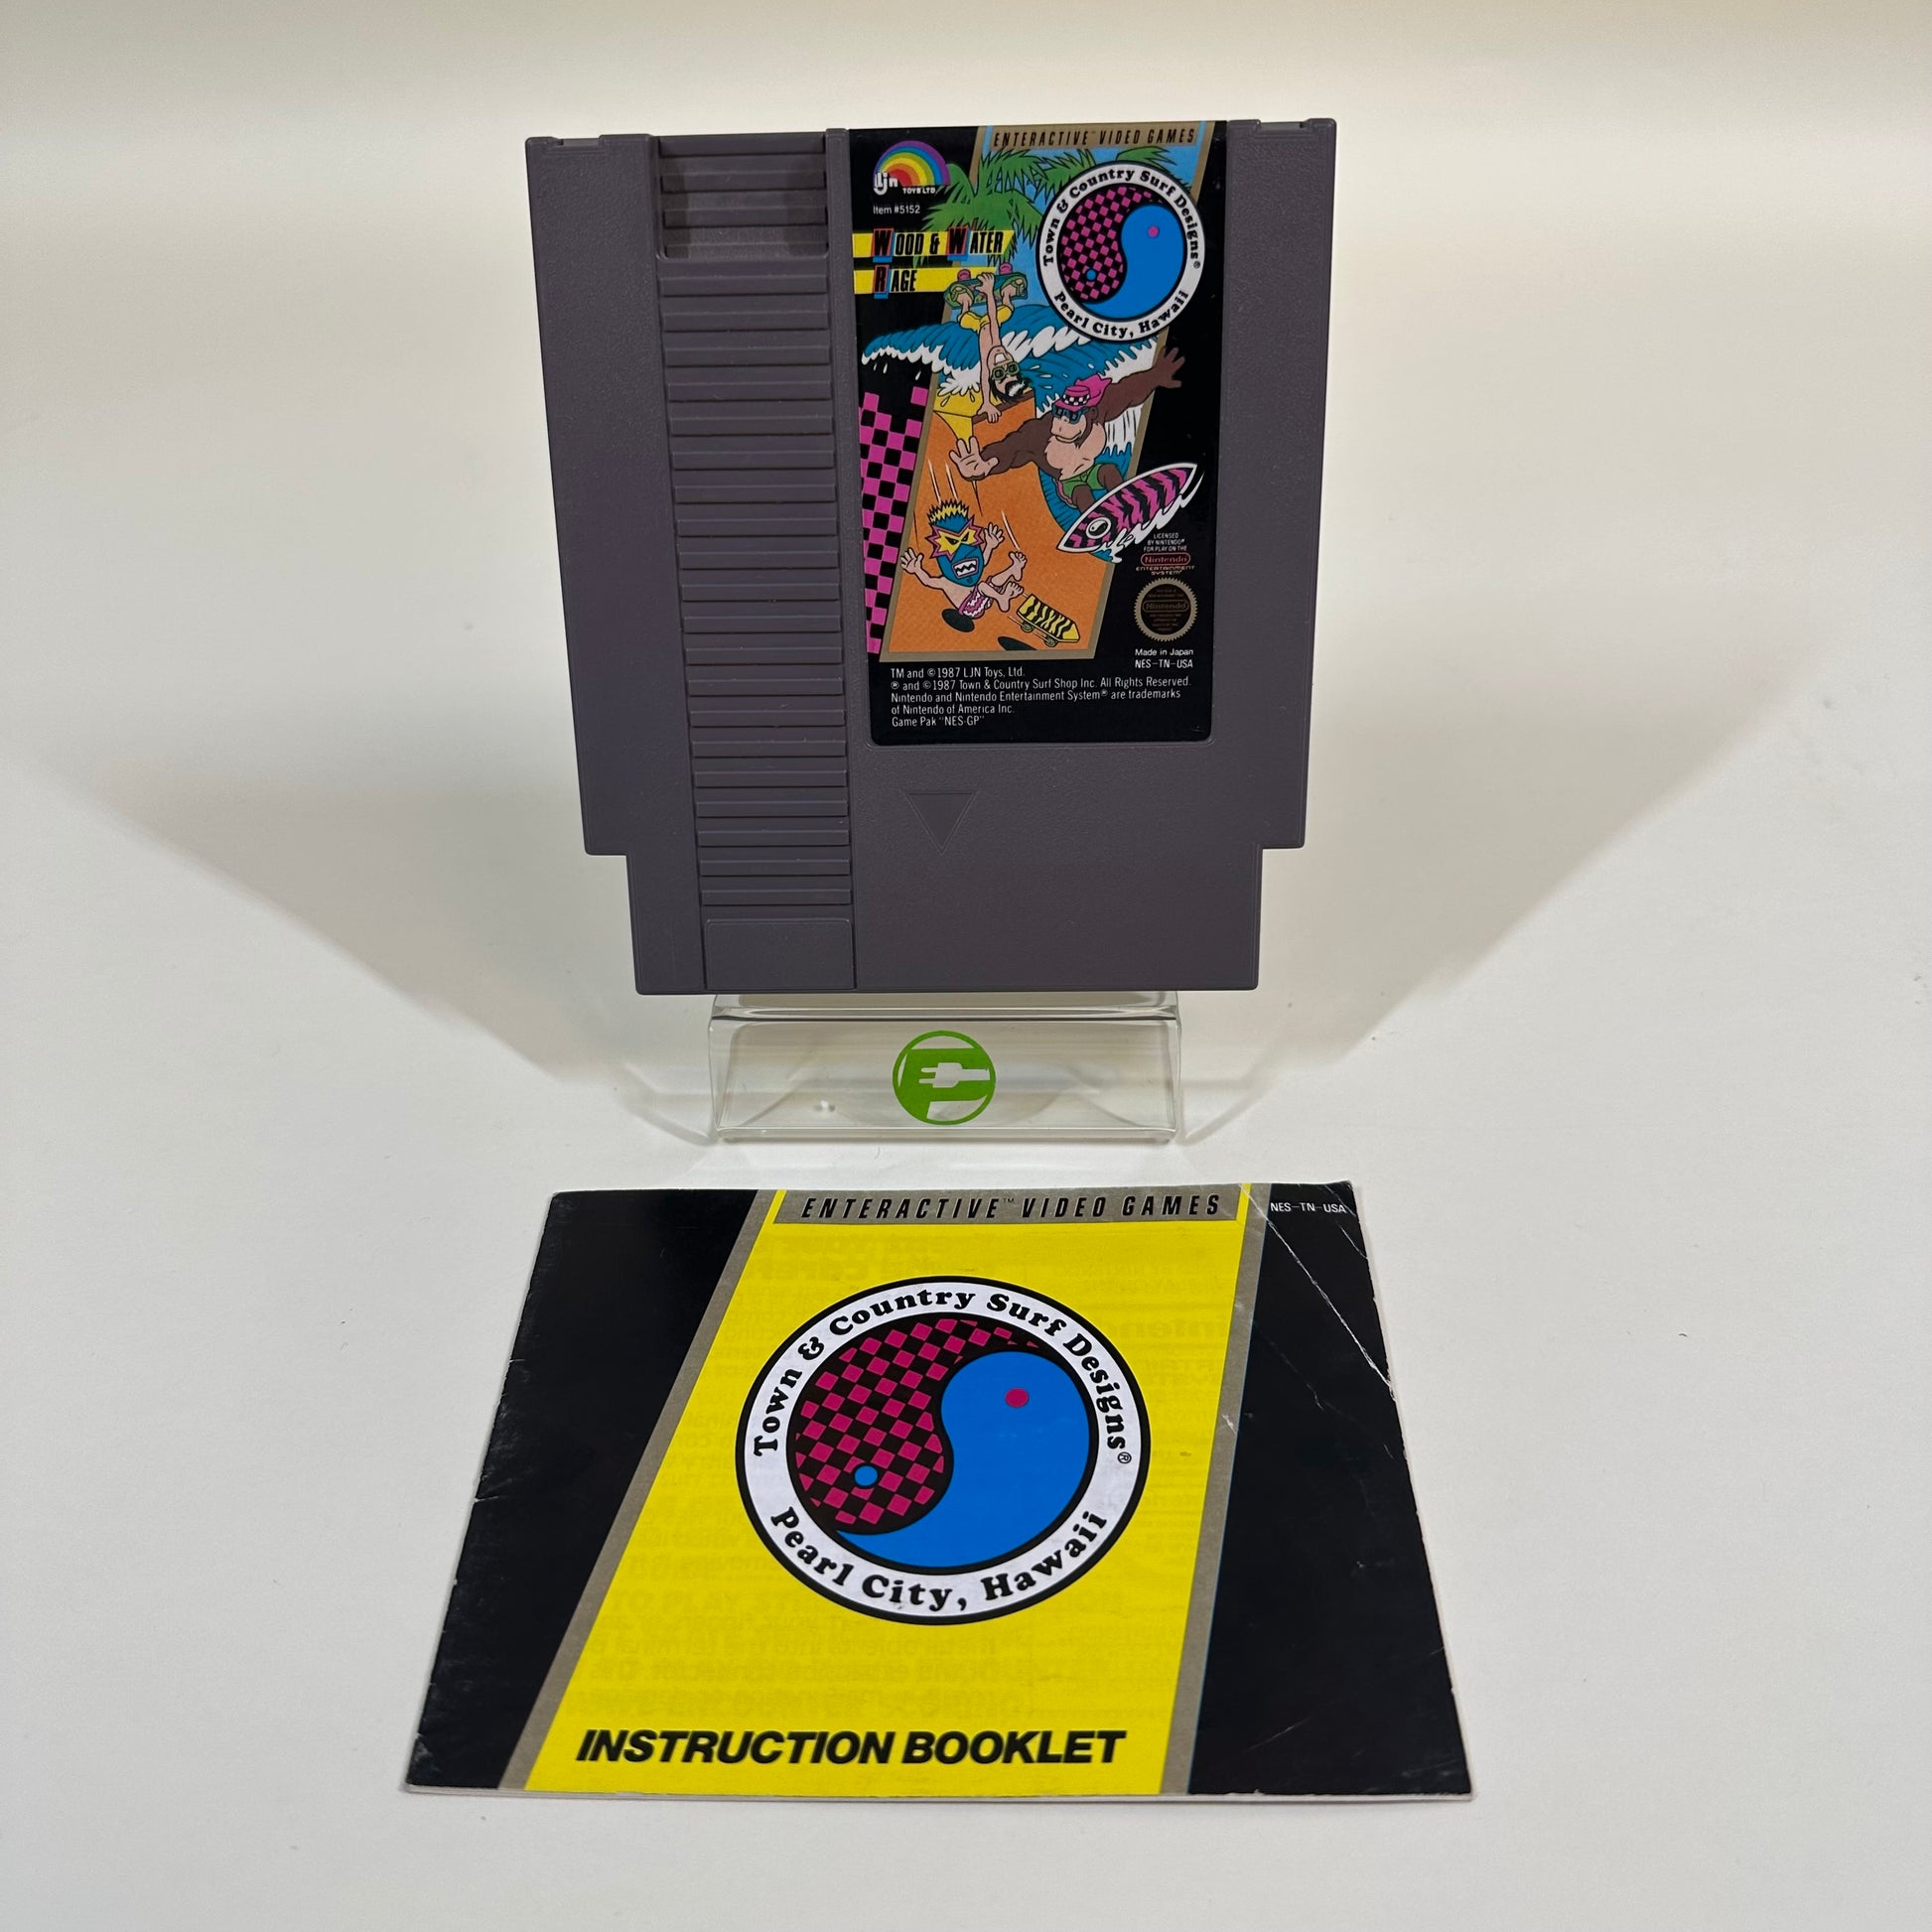 ENTERACTIVE™ VIDEO GAMES
LJN
TOYS LTD.
Item #5152
Town & Country Surf Designs®
Pearl City, Hawaii
WOOD & WATER
RAGE
LICENSED
BY NINTENDO®
FOR PLAY ON THE
Nintendo
ENTERTAINMENT
SYSTEM®
Nintendo
Made in Japan
NES-TN-USA
TM and ©1987 LJN Toys, Ltd.
® and ©1987 Town & Country Surf Shop Inc. All Rights Reserved.
Nintendo and Nintendo Entertainment System® are trademarks
of Nintendo of America Inc.
Game Pak "NES-GP"
ENTERACTIVE™ VIDEO GAMES
NES-TN-USA
Town & Country Surf Designs®
Pearl City, Hawaii
INSTRUCTION BOOKLET